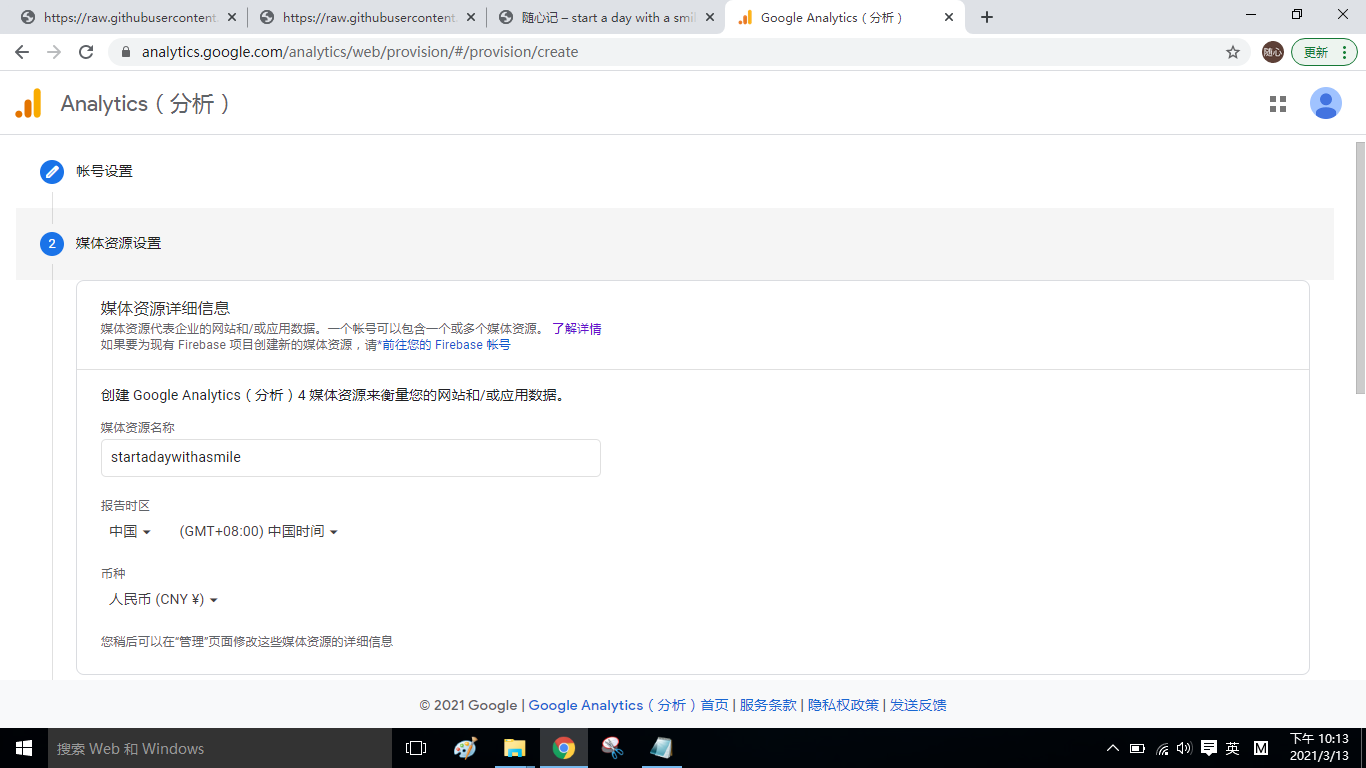 https://raw.githubusercontent.
https://raw.githubusercontent.
随心记 – start a day with a smil
Google Analytics（分析）
analytics.google.com/analytics/web/provision/#/provision/create
随心
更新
Analytics（分析）
帐号设置
2 媒体资源设置
媒体资源详细信息
媒体资源代表企业的网站和/或应用数据。一个帐号可以包含一个或多个媒体资源。 了解详情
如果要为现有 Firebase 项目创建新的媒体资源，请*前往您的 Firebase 帐号
创建 Google Analytics（分析）4 媒体资源来衡量您的网站和/或应用数据。
媒体资源名称
startadaywithasmile
报告时区
中国 (GMT+08:00) 中国时间
币种
人民币 (CNY ¥)
您稍后可以在“管理”页面修改这些媒体资源的详细信息
© 2021 Google | Google Analytics（分析）首页 | 服务条款 | 隐私权政策 | 发送反馈
搜索 Web 和 Windows
英
M
下午 10:13
2021/3/13